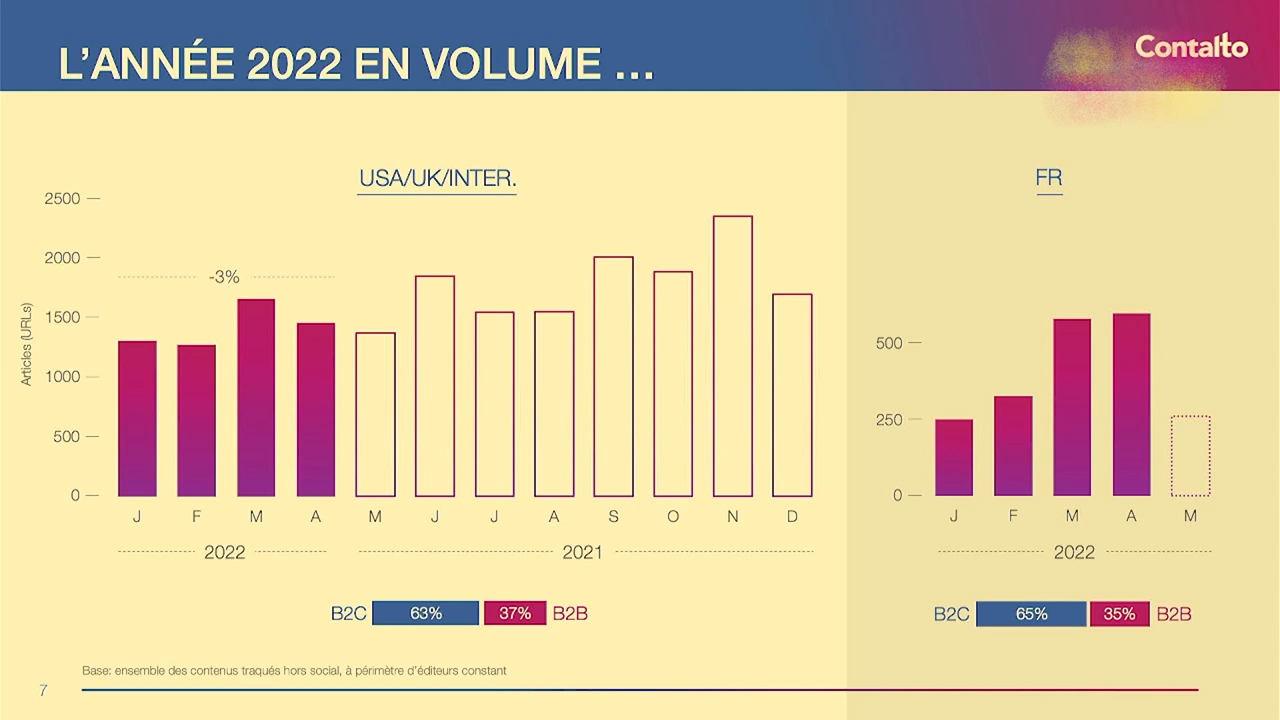 L'ANNÉE 2022 EN VOLUME ...
Contalto
USA/UK/INTER.
FR
2500
2000
1500
1000
500
0
Articles (URLs)
-3%
J F M A M J J A S O N D
2022
2021
B2C 63% 37% B2B
500
250
0
J F M A M
2022
B2C 65% 35% B2B
Base: ensemble des contenus traqués hors social, à périmètre d'éditeurs constant
7